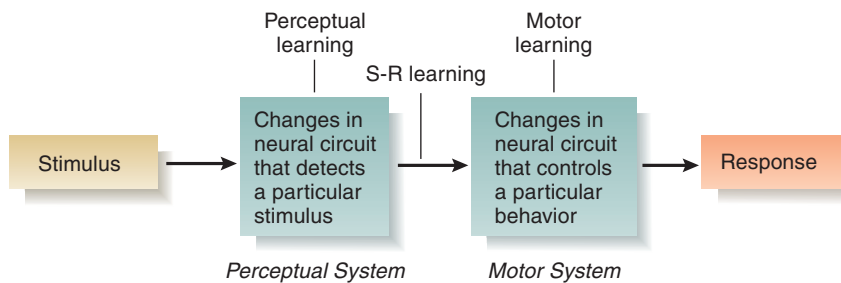 Perceptual
learning
Motor
learning
S-R learning
Stimulus
Changes in
neural circuit
that detects
a particular
stimulus
Changes in
neural circuit
that controls
a particular
behavior
Response
Perceptual System
Motor System